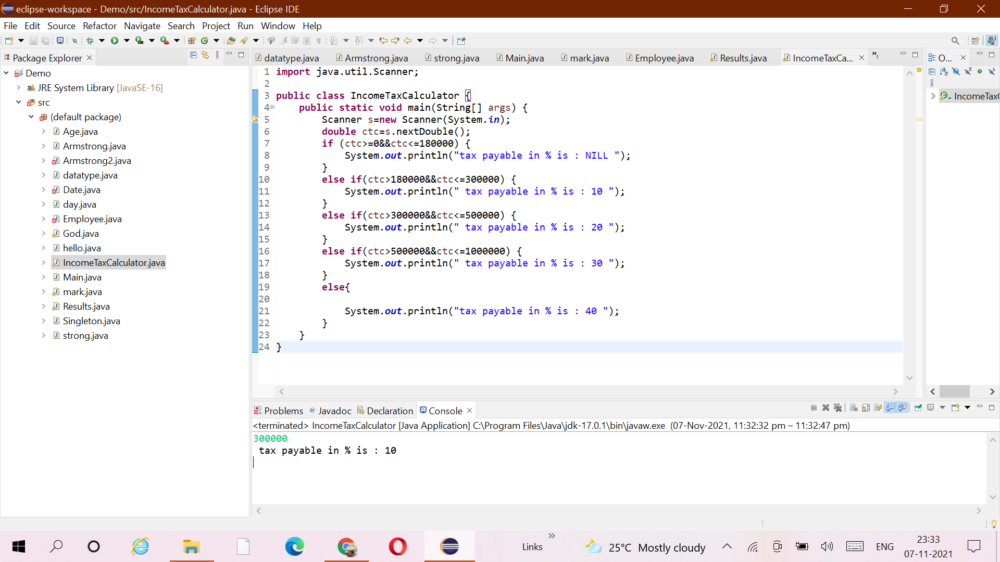 eclipse-workspace - Demo/src/IncomeTaxCalculator.java - Eclipse IDE
File Edit Source Refactor Navigate Search Project Run Window Help
Package Explorer
Demo
JRE System Library [JavaSE-16]
src
(default package)
Age.java
Armstrong.java
Armstrong2.java
datatype.java
Date.java
day.java
Employee.java
God.java
hello.java
IncomeTaxCalculator.java
Main.java
mark.java
Results.java
Singleton.java
strong.java
datatype.java Armstrong.java strong.java Main.java mark.java Employee.java Results.java IncomeTaxCa... »1
1 import java.util.Scanner;
2
3 public class IncomeTaxCalculator {
4 public static void main(String[] args) {
5 Scanner s=new Scanner(System.in);
6 double ctc=s.nextDouble();
7 if (ctc>=0&&ctc<=180000) {
8 System.out.println("tax payable in % is : NILL ");
9 }
10 else if(ctc>180000&&ctc<=300000) {
11 System.out.println(" tax payable in % is : 10 ");
12 }
13 else if(ctc>300000&&ctc<=500000) {
14 System.out.println(" tax payable in % is : 20 ");
15 }
16 else if(ctc>500000&&ctc<=1000000) {
17 System.out.println(" tax payable in % is : 30 ");
18 }
19 else{
20
21 System.out.println("tax payable in % is : 40 ");
22 }
23 }
24 }
O...
IncomeTax
Problems Javadoc Declaration Console
<terminated> IncomeTaxCalculator [Java Application] C:\Program Files\Java\jdk-17.0.1\bin\javaw.exe (07-Nov-2021, 11:32:32 pm – 11:32:47 pm)
300000
tax payable in % is : 10
Links
25°C Mostly cloudy
ENG
23:33
07-11-2021